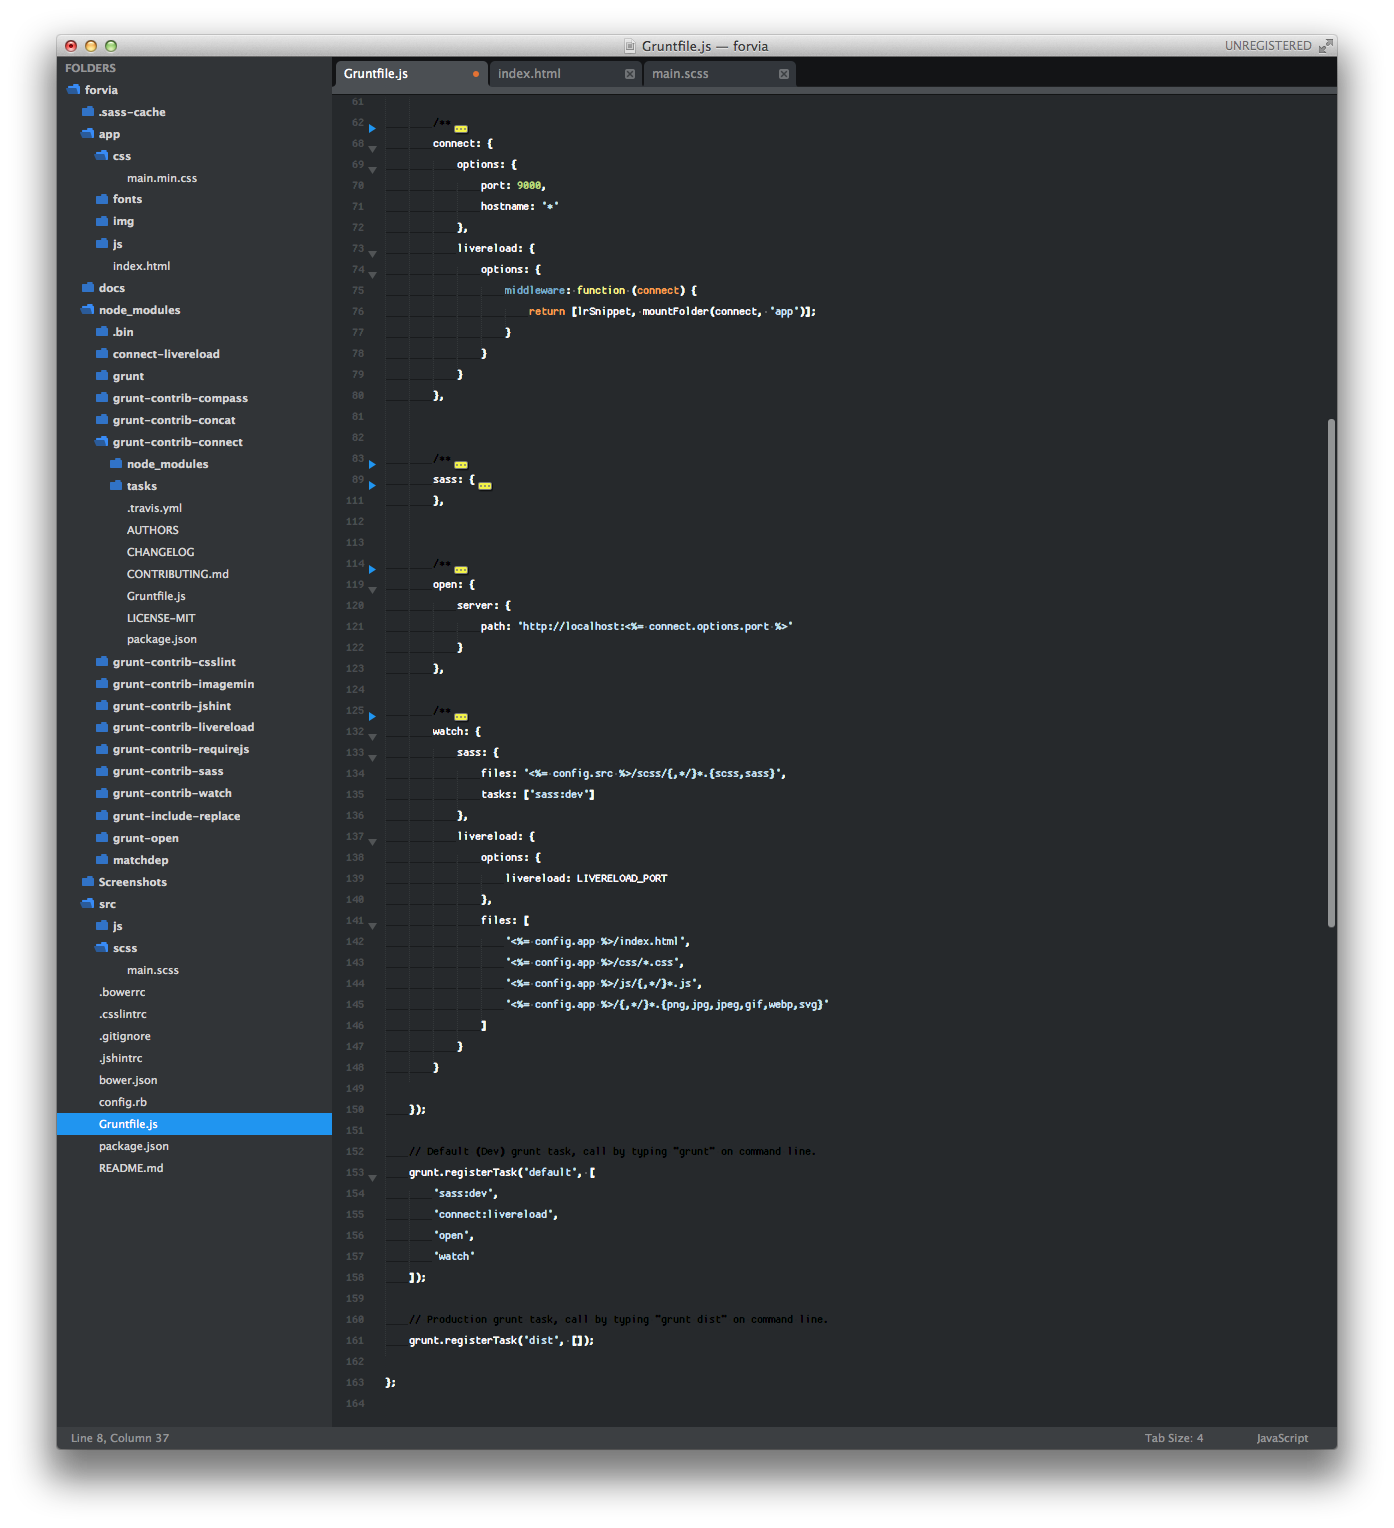 Gruntfile.js — forvia
UNREGISTERED
FOLDERS
forvia
.sass-cache
app
css
main.min.css
fonts
img
js
index.html
docs
node_modules
.bin
connect-livereload
grunt
grunt-contrib-compass
grunt-contrib-concat
grunt-contrib-connect
node_modules
tasks
.travis.yml
AUTHORS
CHANGELOG
CONTRIBUTING.md
Gruntfile.js
LICENSE-MIT
package.json
grunt-contrib-csslint
grunt-contrib-imagemin
grunt-contrib-jshint
grunt-contrib-livereload
grunt-contrib-requirejs
grunt-contrib-sass
grunt-contrib-watch
grunt-include-replace
grunt-open
matchdep
Screenshots
src
js
scss
main.scss
.bowerrc
.csslintrc
.gitignore
.jshintrc
bower.json
config.rb
Gruntfile.js
package.json
README.md
Gruntfile.js
index.html
main.scss
61
62 /**
68 connect: {
69 options: {
70 port: 9000,
71 hostname: "*"
72 },
73 livereload: {
74 options: {
75 middleware: function (connect) {
76 return [lrSnippet, mountFolder(connect, "app")];
77 }
78 }
79 }
80 },
81
82
83 /**
89 sass: {
111 },
112
113
114 /**
119 open: {
120 server: {
121 path: "http://localhost:<%= connect.options.port %>"
122 }
123 },
124
125 /**
132 watch: {
133 sass: {
134 files: "<%= config.src %>/scss/{,*/}*.{scss,sass}",
135 tasks: ["sass:dev"]
136 },
137 livereload: {
138 options: {
139 livereload: LIVERELOAD_PORT
140 },
141 files: [
142 "<%= config.app %>/index.html",
143 "<%= config.app %>/css/*.css",
144 "<%= config.app %>/js/{,*/}*.js",
145 "<%= config.app %>/{,*/}*.{png,jpg,jpeg,gif,webp,svg}"
146 ]
147 }
148 }
149
150 });
151
152 // Default (Dev) grunt task, call by typing "grunt" on command line.
153 grunt.registerTask("default", [
154 "sass:dev",
155 "connect:livereload",
156 "open",
157 "watch"
158 ]);
159
160 // Production grunt task, call by typing "grunt dist" on command line.
161 grunt.registerTask("dist", []);
162
163 };
164
Line 8, Column 37
Tab Size: 4
JavaScript